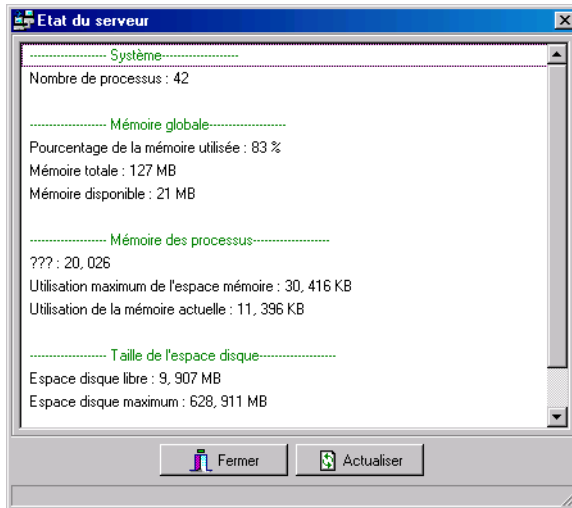 Etat du serveur
------------------- Système-------------------
Nombre de processus : 42
------------------- Mémoire globale-------------------
Pourcentage de la mémoire utilisée : 83 %
Mémoire totale : 127 MB
Mémoire disponible : 21 MB
------------------- Mémoire des processus-------------------
??? : 20, 026
Utilisation maximum de l'espace mémoire : 30, 416 KB
Utilisation de la mémoire actuelle : 11, 396 KB
------------------- Taille de l'espace disque-------------------
Espace disque libre : 9, 907 MB
Espace disque maximum : 628, 911 MB
Fermer
Actualiser